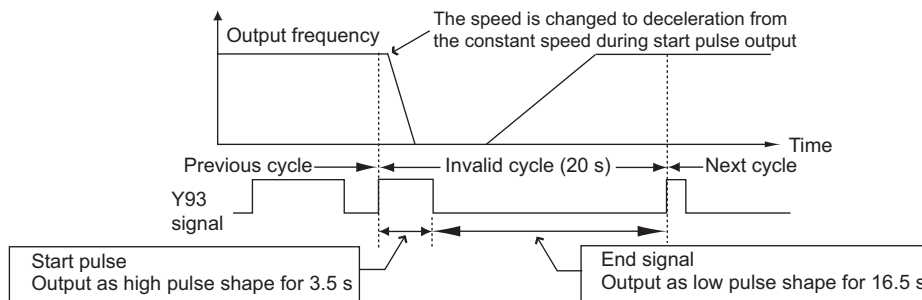 Output frequency
The speed is changed to deceleration from
the constant speed during start pulse output
Time
Previous cycle
Invalid cycle (20 s)
Next cycle
Y93
signal
Start pulse
Output as high pulse shape for 3.5 s
End signal
Output as low pulse shape for 16.5 s